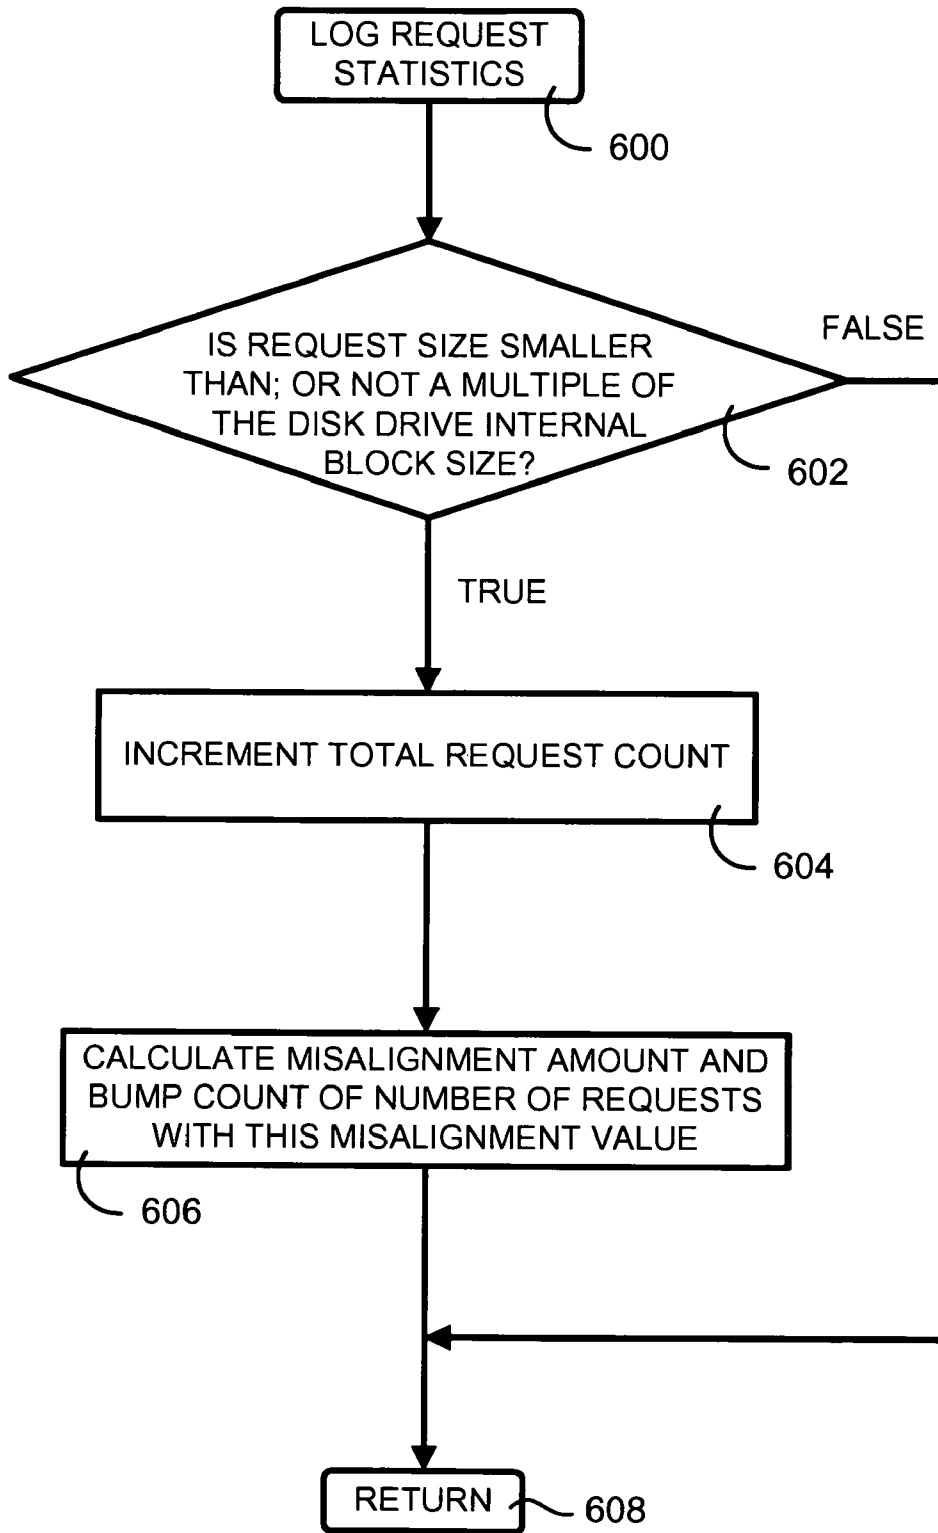 LOG REQUEST
STATISTICS
600
IS REQUEST SIZE SMALLER
THAN; OR NOT A MULTIPLE OF
THE DISK DRIVE INTERNAL
BLOCK SIZE?
FALSE
602
TRUE
INCREMENT TOTAL REQUEST COUNT
604
CALCULATE MISALIGNMENT AMOUNT AND
BUMP COUNT OF NUMBER OF REQUESTS
WITH THIS MISALIGNMENT VALUE
606
RETURN
608